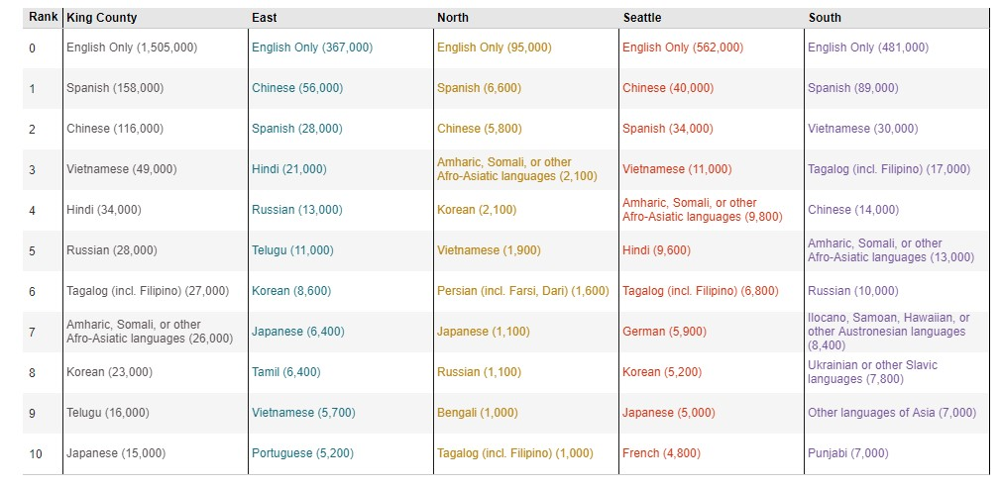 Rank King County East North Seattle South
0 English Only (1,505,000) English Only (367,000) English Only (95,000) English Only (562,000) English Only (481,000)
1 Spanish (158,000) Chinese (56,000) Spanish (6,600) Chinese (40,000) Spanish (89,000)
2 Chinese (116,000) Spanish (28,000) Chinese (5,800) Spanish (34,000) Vietnamese (30,000)
3 Vietnamese (49,000) Hindi (21,000) Amharic, Somali, or other
Afro-Asiatic languages (2,100) Vietnamese (11,000) Tagalog (incl. Filipino) (17,000)
4 Hindi (34,000) Russian (13,000) Korean (2,100) Amharic, Somali, or other
Afro-Asiatic languages (9,800) Chinese (14,000)
5 Russian (28,000) Telugu (11,000) Vietnamese (1,900) Hindi (9,600) Amharic, Somali, or other
Afro-Asiatic languages (13,000)
6 Tagalog (incl. Filipino) (27,000) Korean (8,600) Persian (incl. Farsi, Dari) (1,600) Tagalog (incl. Filipino) (6,800) Russian (10,000)
7 Amharic, Somali, or other
Afro-Asiatic languages (26,000) Japanese (6,400) Japanese (1,100) German (5,900) Ilocano, Samoan, Hawaiian, or
other Austronesian languages
(8,400)
8 Korean (23,000) Tamil (6,400) Russian (1,100) Korean (5,200) Ukrainian or other Slavic
languages (7,800)
9 Telugu (16,000) Vietnamese (5,700) Bengali (1,000) Japanese (5,000) Other languages of Asia (7,000)
10 Japanese (15,000) Portuguese (5,200) Tagalog (incl. Filipino) (1,000) French (4,800) Punjabi (7,000)